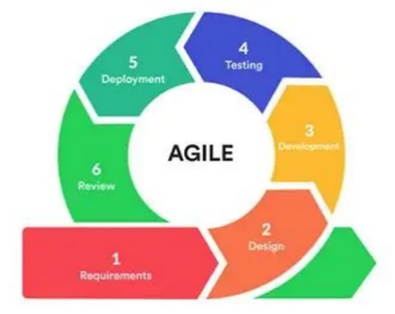 AGILE
1
Requirements
2
Design
3
Development
4
Testing
5
Deployment
6
Review